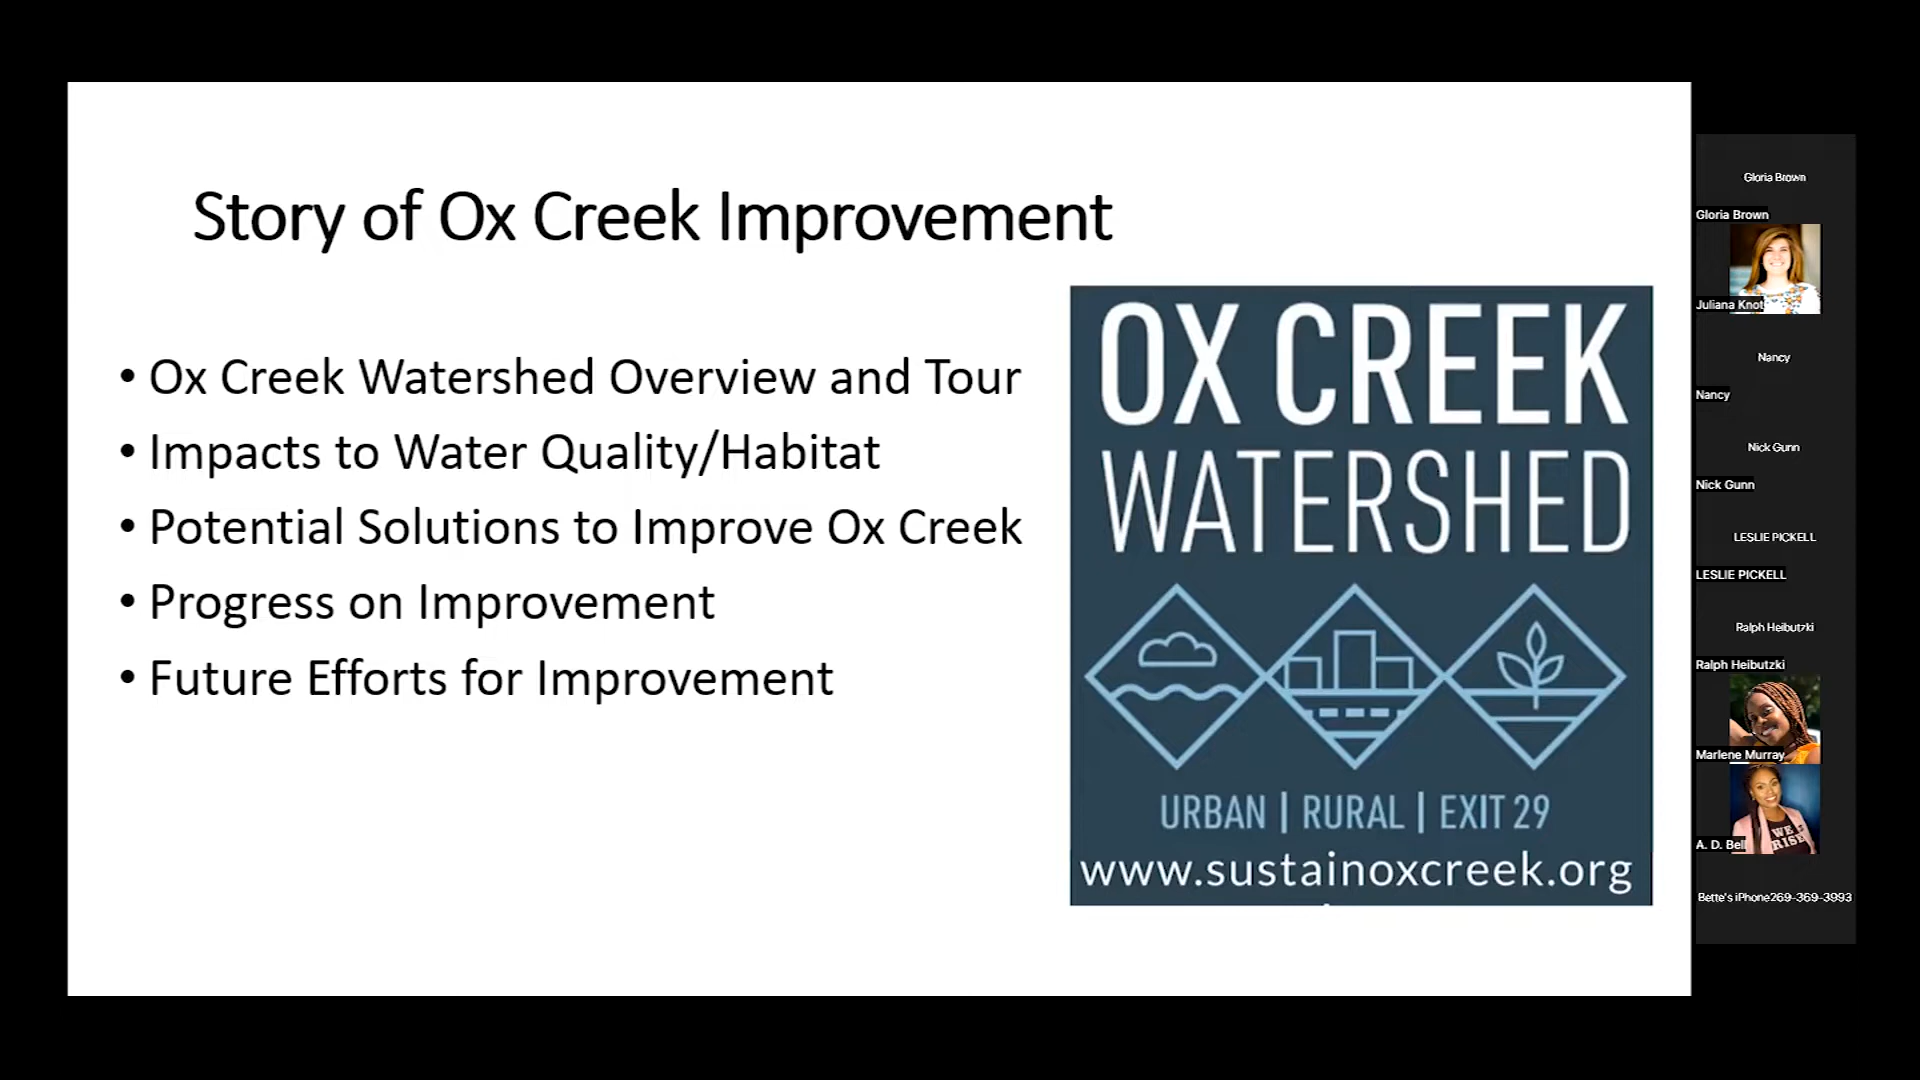 Story of Ox Creek Improvement
• Ox Creek Watershed Overview and Tour
• Impacts to Water Quality/Habitat
• Potential Solutions to Improve Ox Creek
• Progress on Improvement
• Future Efforts for Improvement
OX CREEK
WATERSHED
URBAN | RURAL | EXIT 29
www.sustainoxcreek.org
Gloria Brown
Gloria Brown
Juliana Knot
Nancy
Nancy
Nick Gunn
Nick Gunn
LESLIE PICKELL
LESLIE PICKELL
Ralph Heibutzki
Ralph Heibutzki
Marlene Murray
WE
RISE
A. D. Bell
Bette's iPhone269-369-3993